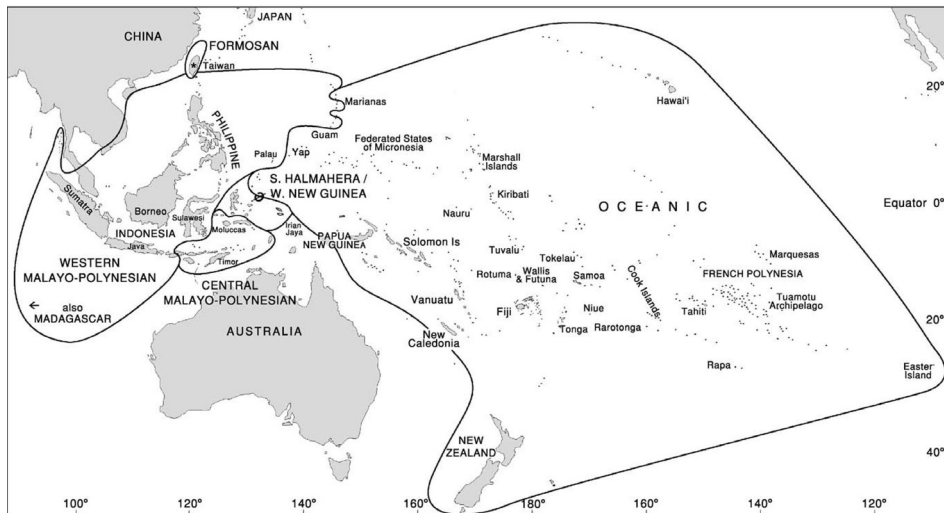 JAPAN
CHINA
FORMOSAN
Taiwan
20°
Hawai'i
Marianas
PHILIPPINE
Guam
Federated States
of Micronesia
Palau
Yap
Marshall
Islands
S. HALMAHERA /
W. NEW GUINEA
Kiribati
Sumatra
Borneo
Sulawesi
OCEANIC
Equator 0°
Nauru
INDONESIA
Moluccas
Irian
Jaya
PAPUA
NEW GUINEA
Java
Solomon Is
Tuvalu
Tokelau
Marquesas
WESTERN
MALAYO-POLYNESIAN
Timor
Rotuma
Wallis
& Futuna
Samoa
Cook Islands
FRENCH POLYNESIA
CENTRAL
MALAYO-POLYNESIAN
Vanuatu
Fiji
Niue
Tahiti
Tuamotu
Archipelago
←
also
MADAGASCAR
AUSTRALIA
New
Caledonia
Tonga
Rarotonga
20°
Rapa
Easter
Island
NEW
ZEALAND
40°
100° 120° 140° 160° 180° 160° 140° 120°